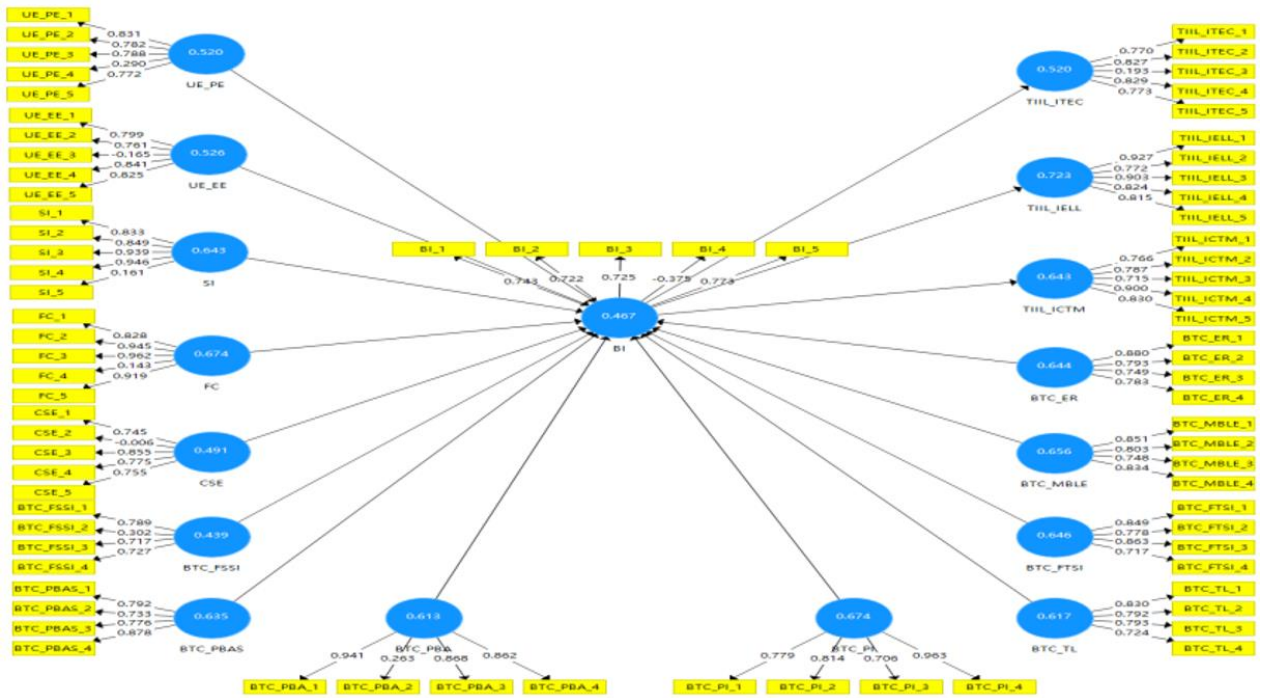 UE_PE_1
UE_PE_2
UE_PE_3
UE_PE_4
UE_PE_5
0.831
0.782
0.788
0.290
0.772
0.520
UE_PE
UE_EE_1
UE_EE_2
UE_EE_3
UE_EE_4
UE_EE_5
0.799
0.761
-0.165
0.841
0.825
0.526
UE_EE
SI_1
SI_2
SI_3
SI_4
SI_5
0.833
0.849
0.939
0.946
0.161
0.643
SI
FC_1
FC_2
FC_3
FC_4
FC_5
0.828
0.945
0.962
0.143
0.919
0.674
FC
CSE_1
CSE_2
CSE_3
CSE_4
CSE_5
0.745
-0.006
0.855
0.775
0.755
0.491
CSE
BTC_FSSI_1
BTC_FSSI_2
BTC_FSSI_3
BTC_FSSI_4
0.789
0.302
0.717
0.727
0.439
BTC_FSSI
BTC_PBAS_1
BTC_PBAS_2
BTC_PBAS_3
BTC_PBAS_4
0.792
0.733
0.776
0.878
0.635
BTC_PBAS
BI_1
BI_2
BI_3
BI_4
BI_5
0.743
0.722
0.725
-0.375
0.773
0.467
BI
0.613
BTC_PBA
0.941
0.263
0.868
0.862
BTC_PBA_1
BTC_PBA_2
BTC_PBA_3
BTC_PBA_4
0.674
BTC_PI
0.779
0.814
0.706
0.963
BTC_PI_1
BTC_PI_2
BTC_PI_3
BTC_PI_4
TIIL_ITEC_1
TIIL_ITEC_2
TIIL_ITEC_3
TIIL_ITEC_4
TIIL_ITEC_5
0.770
0.827
0.193
0.829
0.773
0.520
TIIL_ITEC
TIIL_IELL_1
TIIL_IELL_2
TIIL_IELL_3
TIIL_IELL_4
TIIL_IELL_5
0.927
0.772
0.903
0.824
0.815
0.723
TIIL_IELL
TIIL_ICTM_1
TIIL_ICTM_2
TIIL_ICTM_3
TIIL_ICTM_4
TIIL_ICTM_5
0.766
0.787
0.715
0.900
0.830
0.643
TIIL_ICTM
BTC_ER_1
BTC_ER_2
BTC_ER_3
BTC_ER_4
0.880
0.793
0.749
0.783
0.644
BTC_ER
BTC_MBLE_1
BTC_MBLE_2
BTC_MBLE_3
BTC_MBLE_4
0.851
0.803
0.748
0.834
0.656
BTC_MBLE
BTC_FTSI_1
BTC_FTSI_2
BTC_FTSI_3
BTC_FTSI_4
0.849
0.778
0.863
0.717
0.646
BTC_FTSI
BTC_TL_1
BTC_TL_2
BTC_TL_3
BTC_TL_4
0.830
0.792
0.793
0.724
0.617
BTC_TL